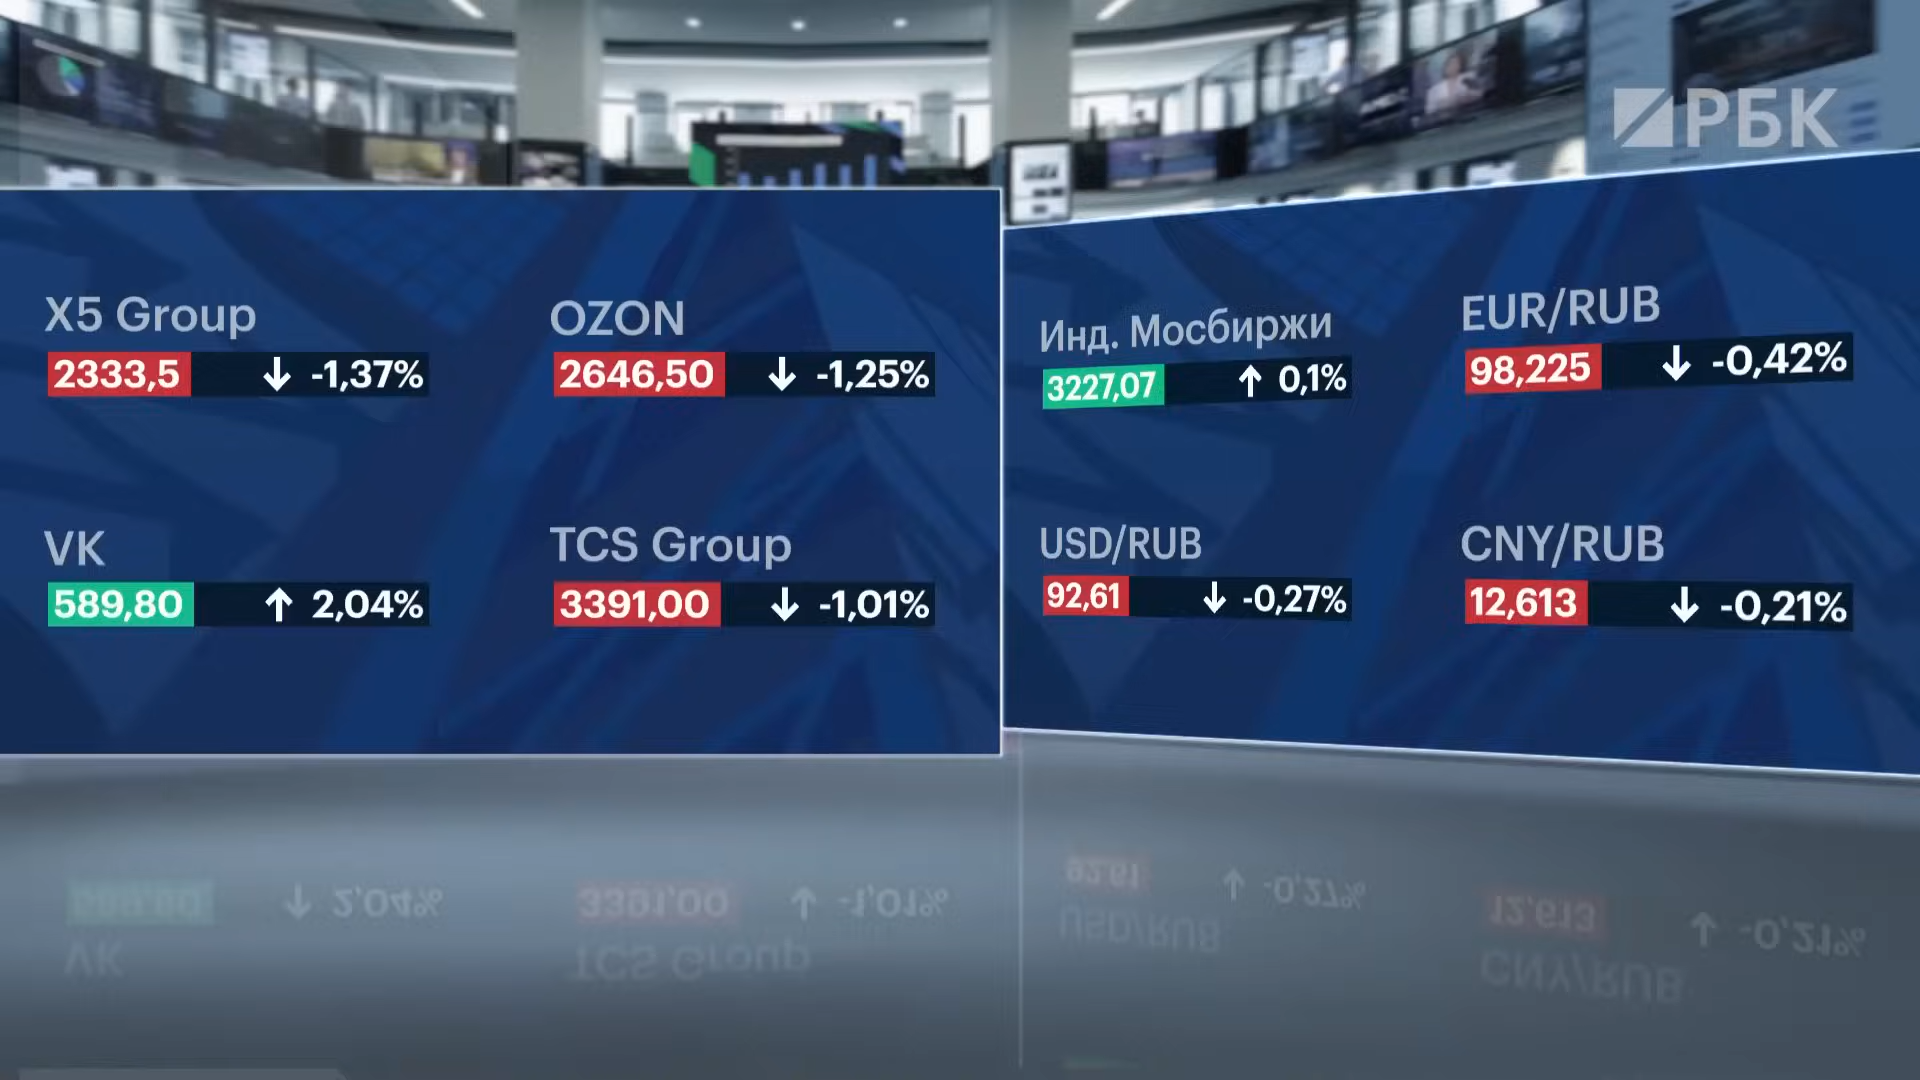 РБК
X5 Group
2333,5 ↓ -1,37%
OZON
2646,50 ↓ -1,25%
VK
589,80 ↑ 2,04%
TCS Group
3391,00 ↓ -1,01%
Инд. Мосбиржи
3227,07 ↑ 0,1%
EUR/RUB
98,225 ↓ -0,42%
USD/RUB
92,61 ↓ -0,27%
CNY/RUB
12,613 ↓ -0,21%